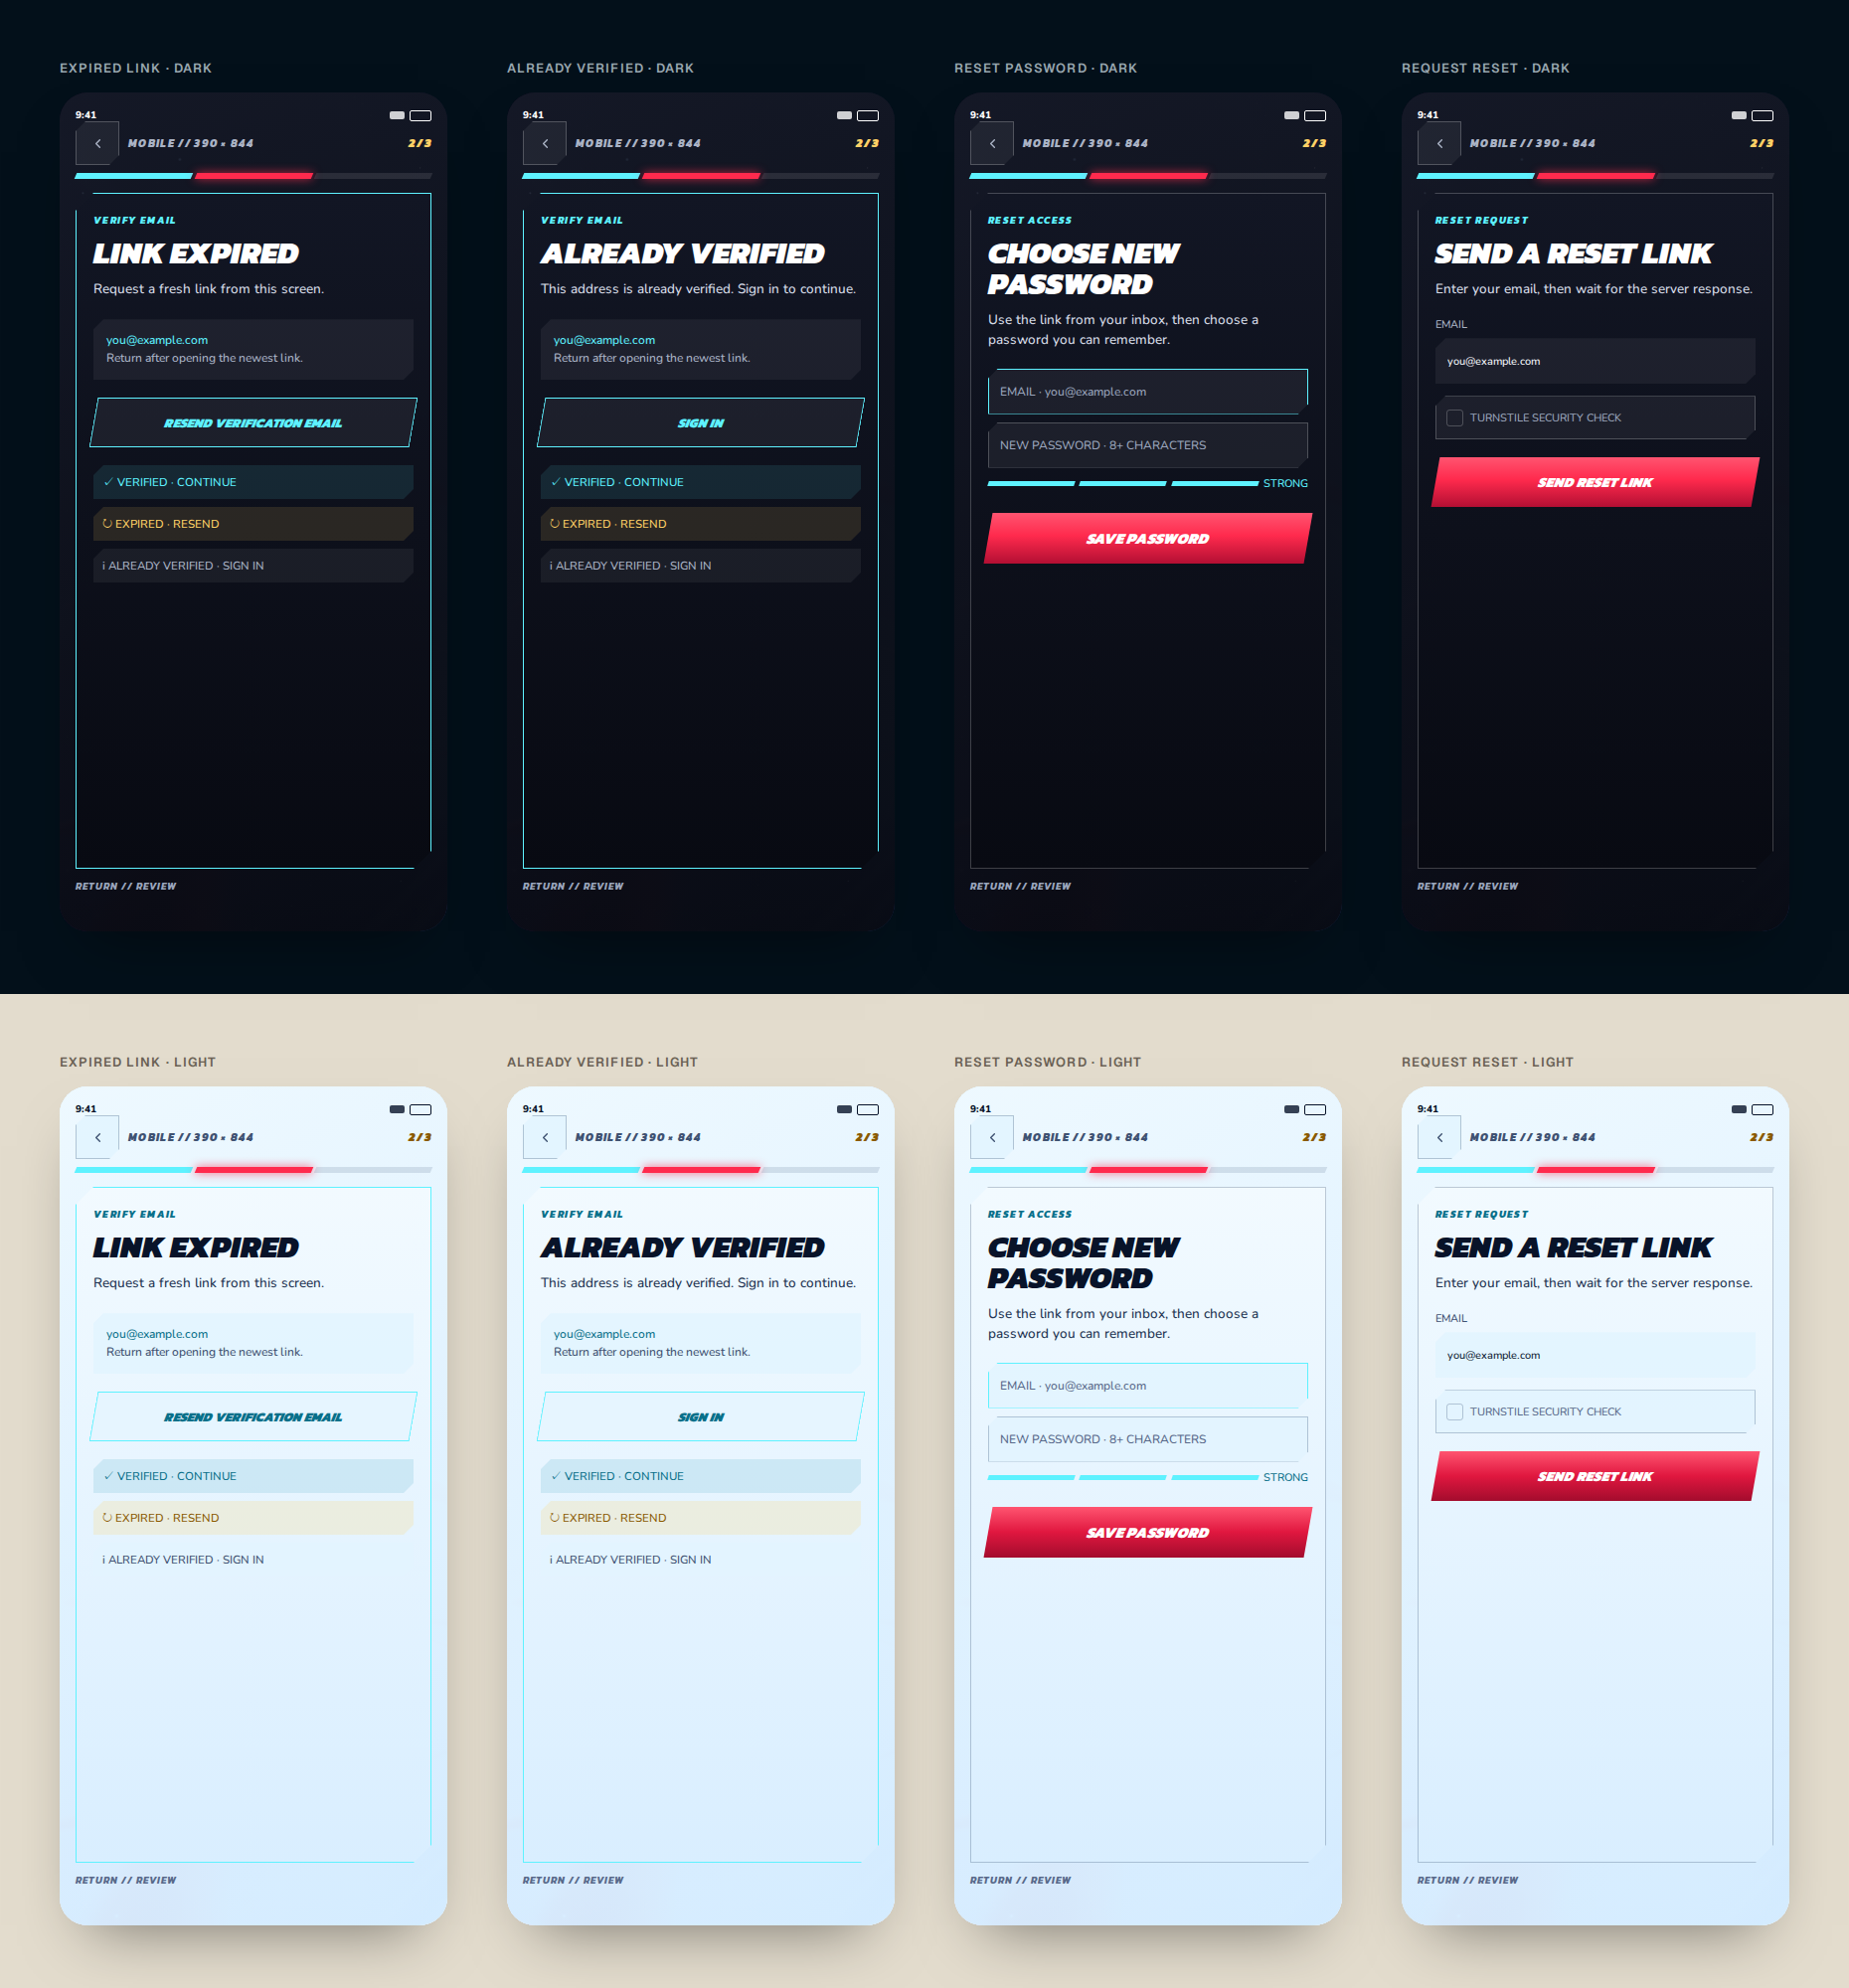 EXPIRED LINK · DARK
9:41
MOBILE // 390 × 844
2/3
VERIFY EMAIL
LINK EXPIRED
Request a fresh link from this screen.
you@example.com
Return after opening the newest link.
RESEND VERIFICATION EMAIL
✓ VERIFIED · CONTINUE
↻ EXPIRED · RESEND
i ALREADY VERIFIED · SIGN IN
RETURN // REVIEW
ALREADY VERIFIED · DARK
9:41
MOBILE // 390 × 844
2/3
VERIFY EMAIL
ALREADY VERIFIED
This address is already verified. Sign in to continue.
you@example.com
Return after opening the newest link.
SIGN IN
✓ VERIFIED · CONTINUE
↻ EXPIRED · RESEND
i ALREADY VERIFIED · SIGN IN
RETURN // REVIEW
RESET PASSWORD · DARK
9:41
MOBILE // 390 × 844
2/3
RESET ACCESS
CHOOSE NEW
PASSWORD
Use the link from your inbox, then choose a
password you can remember.
EMAIL · you@example.com
NEW PASSWORD · 8+ CHARACTERS
STRONG
SAVE PASSWORD
RETURN // REVIEW
REQUEST RESET · DARK
9:41
MOBILE // 390 × 844
2/3
RESET REQUEST
SEND A RESET LINK
Enter your email, then wait for the server response.
EMAIL
you@example.com
TURNSTILE SECURITY CHECK
SEND RESET LINK
RETURN // REVIEW
EXPIRED LINK · LIGHT
9:41
MOBILE // 390 × 844
2/3
VERIFY EMAIL
LINK EXPIRED
Request a fresh link from this screen.
you@example.com
Return after opening the newest link.
RESEND VERIFICATION EMAIL
✓ VERIFIED · CONTINUE
↻ EXPIRED · RESEND
i ALREADY VERIFIED · SIGN IN
RETURN // REVIEW
ALREADY VERIFIED · LIGHT
9:41
MOBILE // 390 × 844
2/3
VERIFY EMAIL
ALREADY VERIFIED
This address is already verified. Sign in to continue.
you@example.com
Return after opening the newest link.
SIGN IN
✓ VERIFIED · CONTINUE
↻ EXPIRED · RESEND
i ALREADY VERIFIED · SIGN IN
RETURN // REVIEW
RESET PASSWORD · LIGHT
9:41
MOBILE // 390 × 844
2/3
RESET ACCESS
CHOOSE NEW
PASSWORD
Use the link from your inbox, then choose a
password you can remember.
EMAIL · you@example.com
NEW PASSWORD · 8+ CHARACTERS
STRONG
SAVE PASSWORD
RETURN // REVIEW
REQUEST RESET · LIGHT
9:41
MOBILE // 390 × 844
2/3
RESET REQUEST
SEND A RESET LINK
Enter your email, then wait for the server response.
EMAIL
you@example.com
TURNSTILE SECURITY CHECK
SEND RESET LINK
RETURN // REVIEW